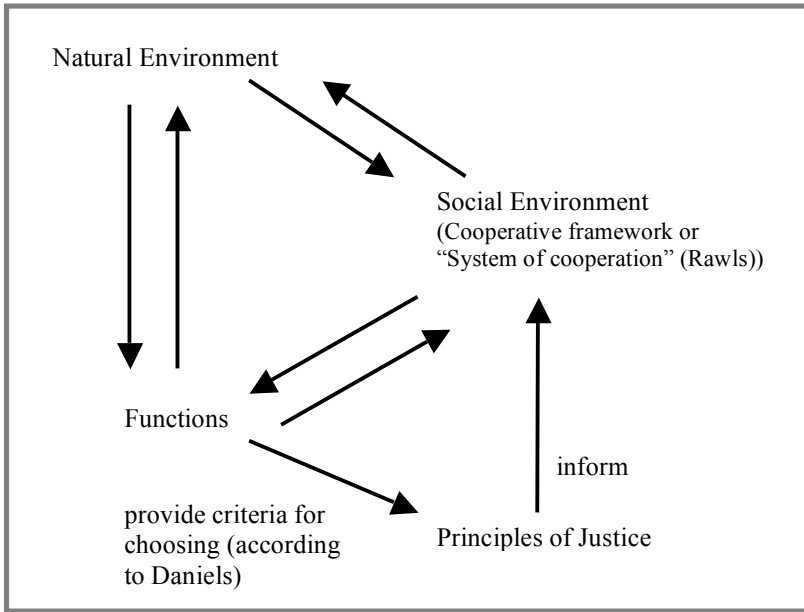 Natural Environment
Social Environment
(Cooperative framework or
“System of cooperation” (Rawls))
Functions
inform
provide criteria for
choosing (according
to Daniels)
Principles of Justice